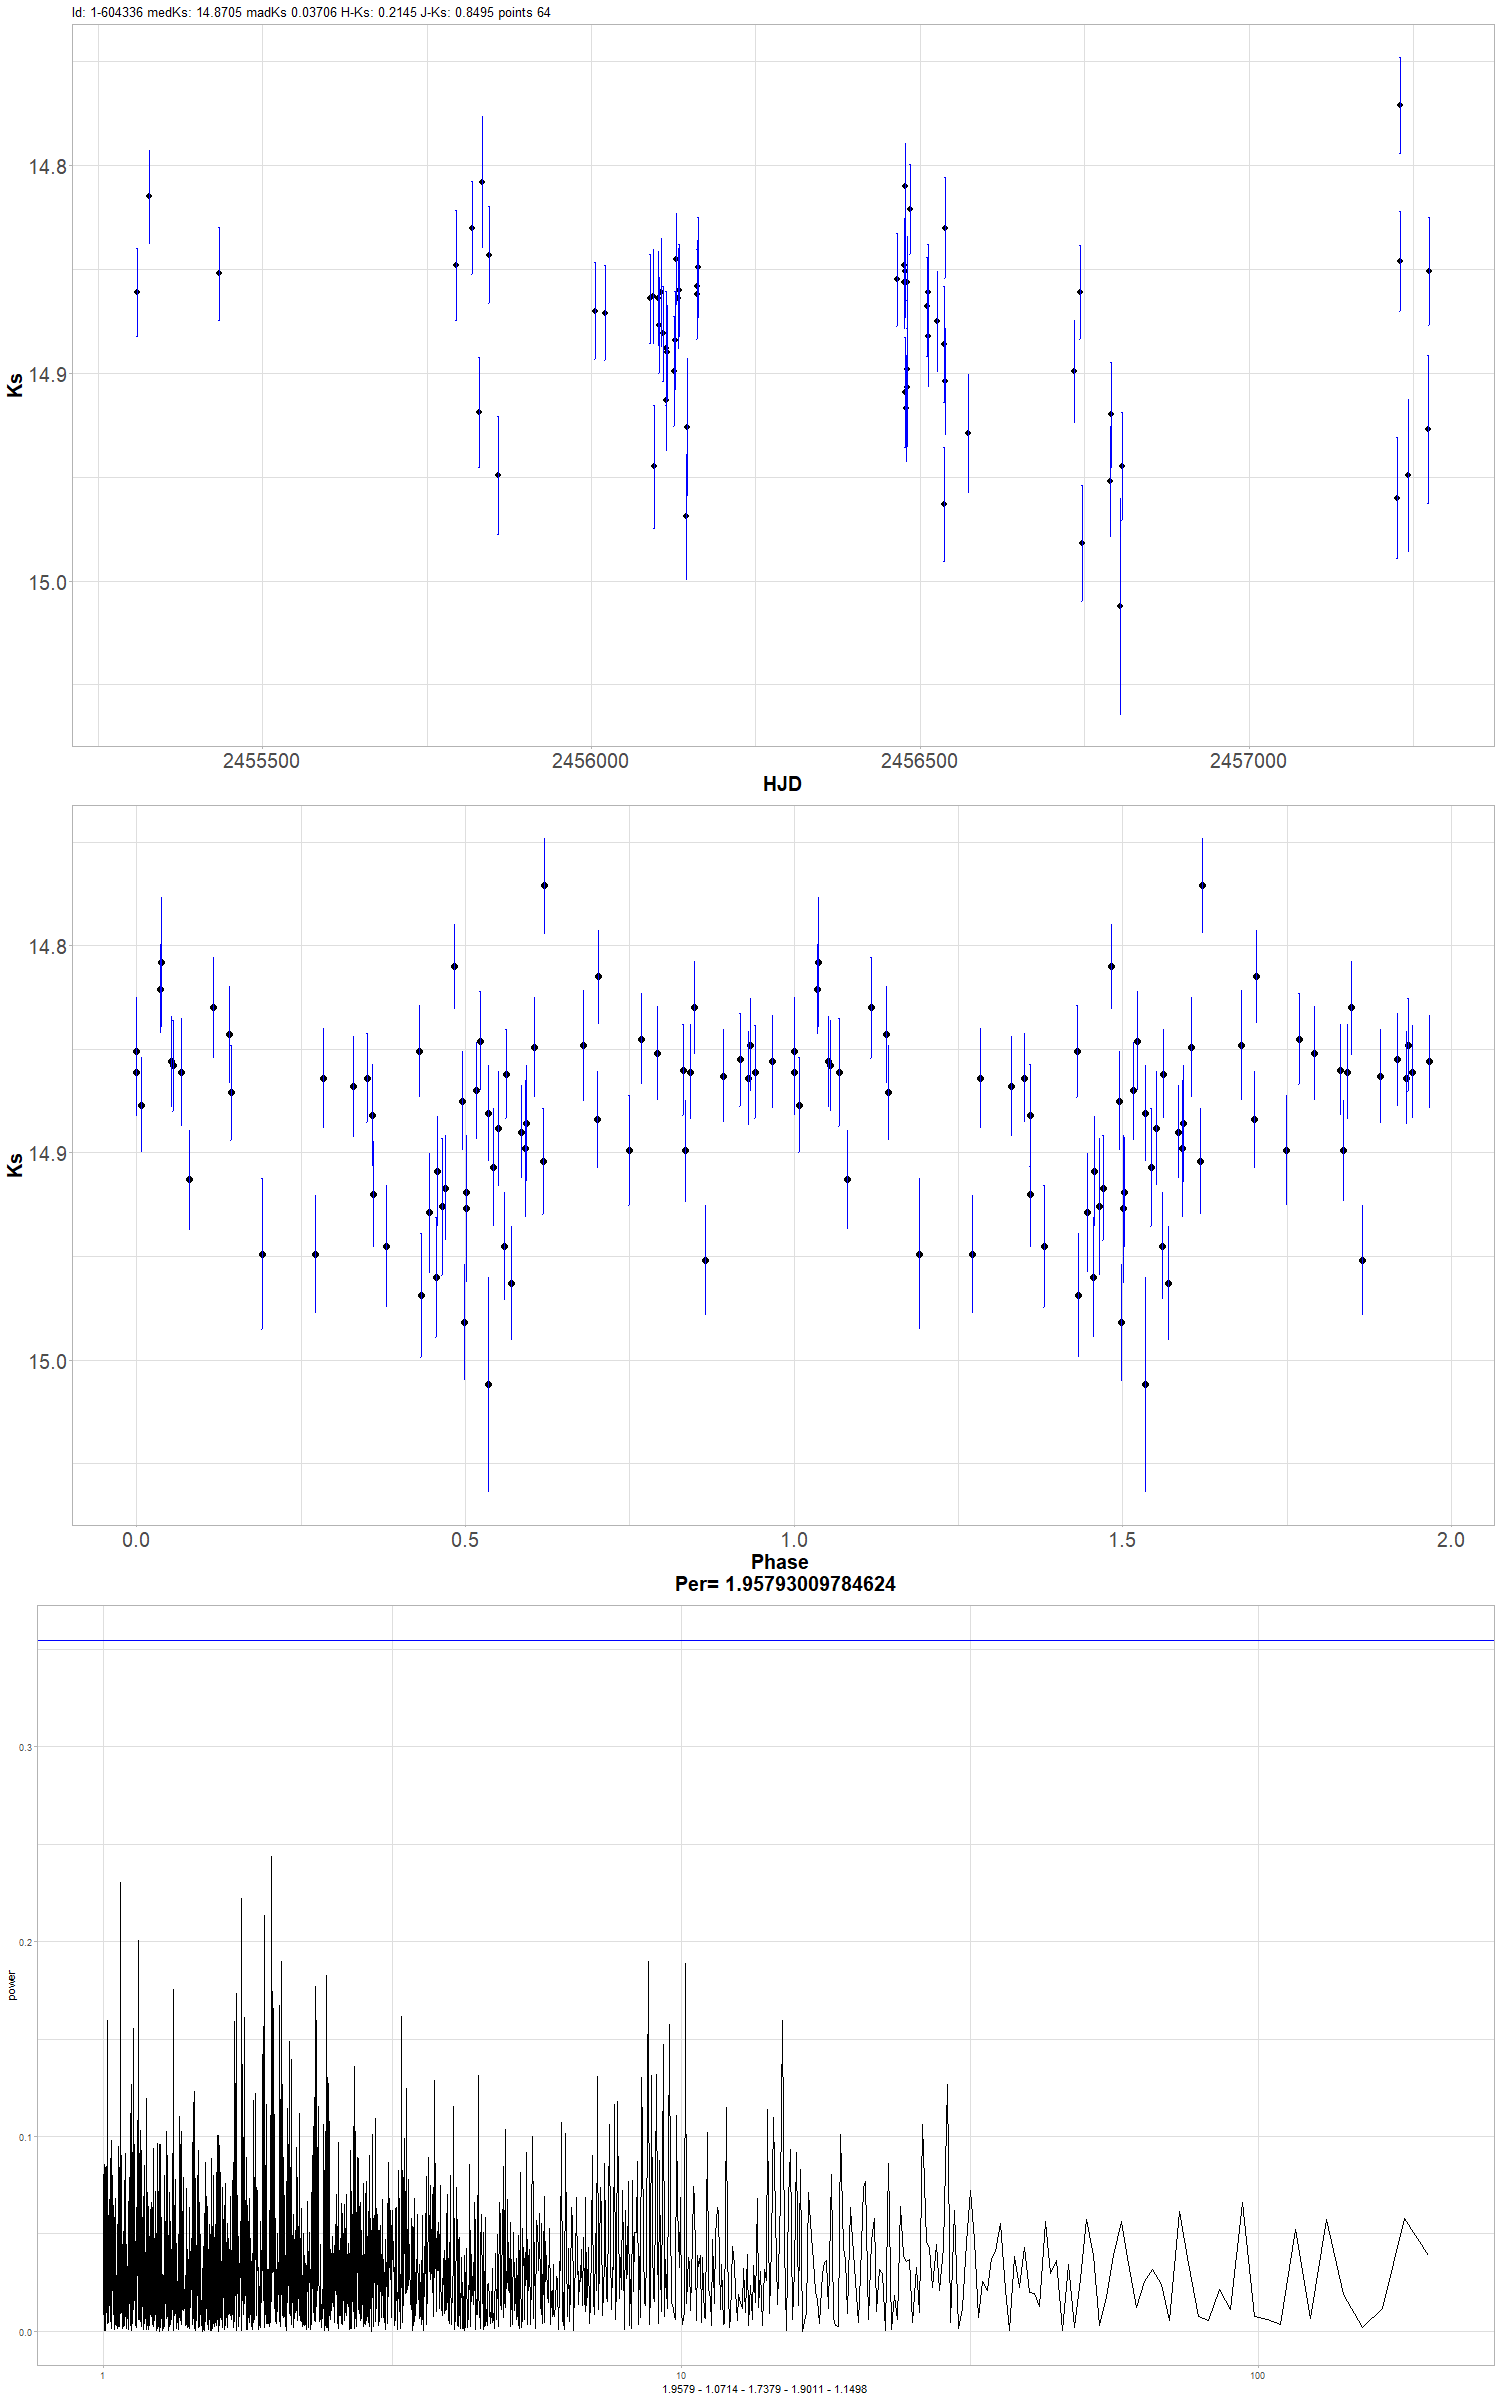 Id: 1-604336 medKs: 14.8705 madKs 0.03706 H-Ks: 0.2145 J-Ks: 0.8495 points 64
14.8
14.9
15.0
Ks
2455500 2456000 2456500 2457000
HJD
14.8
14.9
15.0
Ks
0.0 0.5 1.0 1.5 2.0
Phase
Per= 1.95793009784624
0.3
0.2
0.1
0.0
power
1 10 100
1.9579 - 1.0714 - 1.7379 - 1.9011 - 1.1498